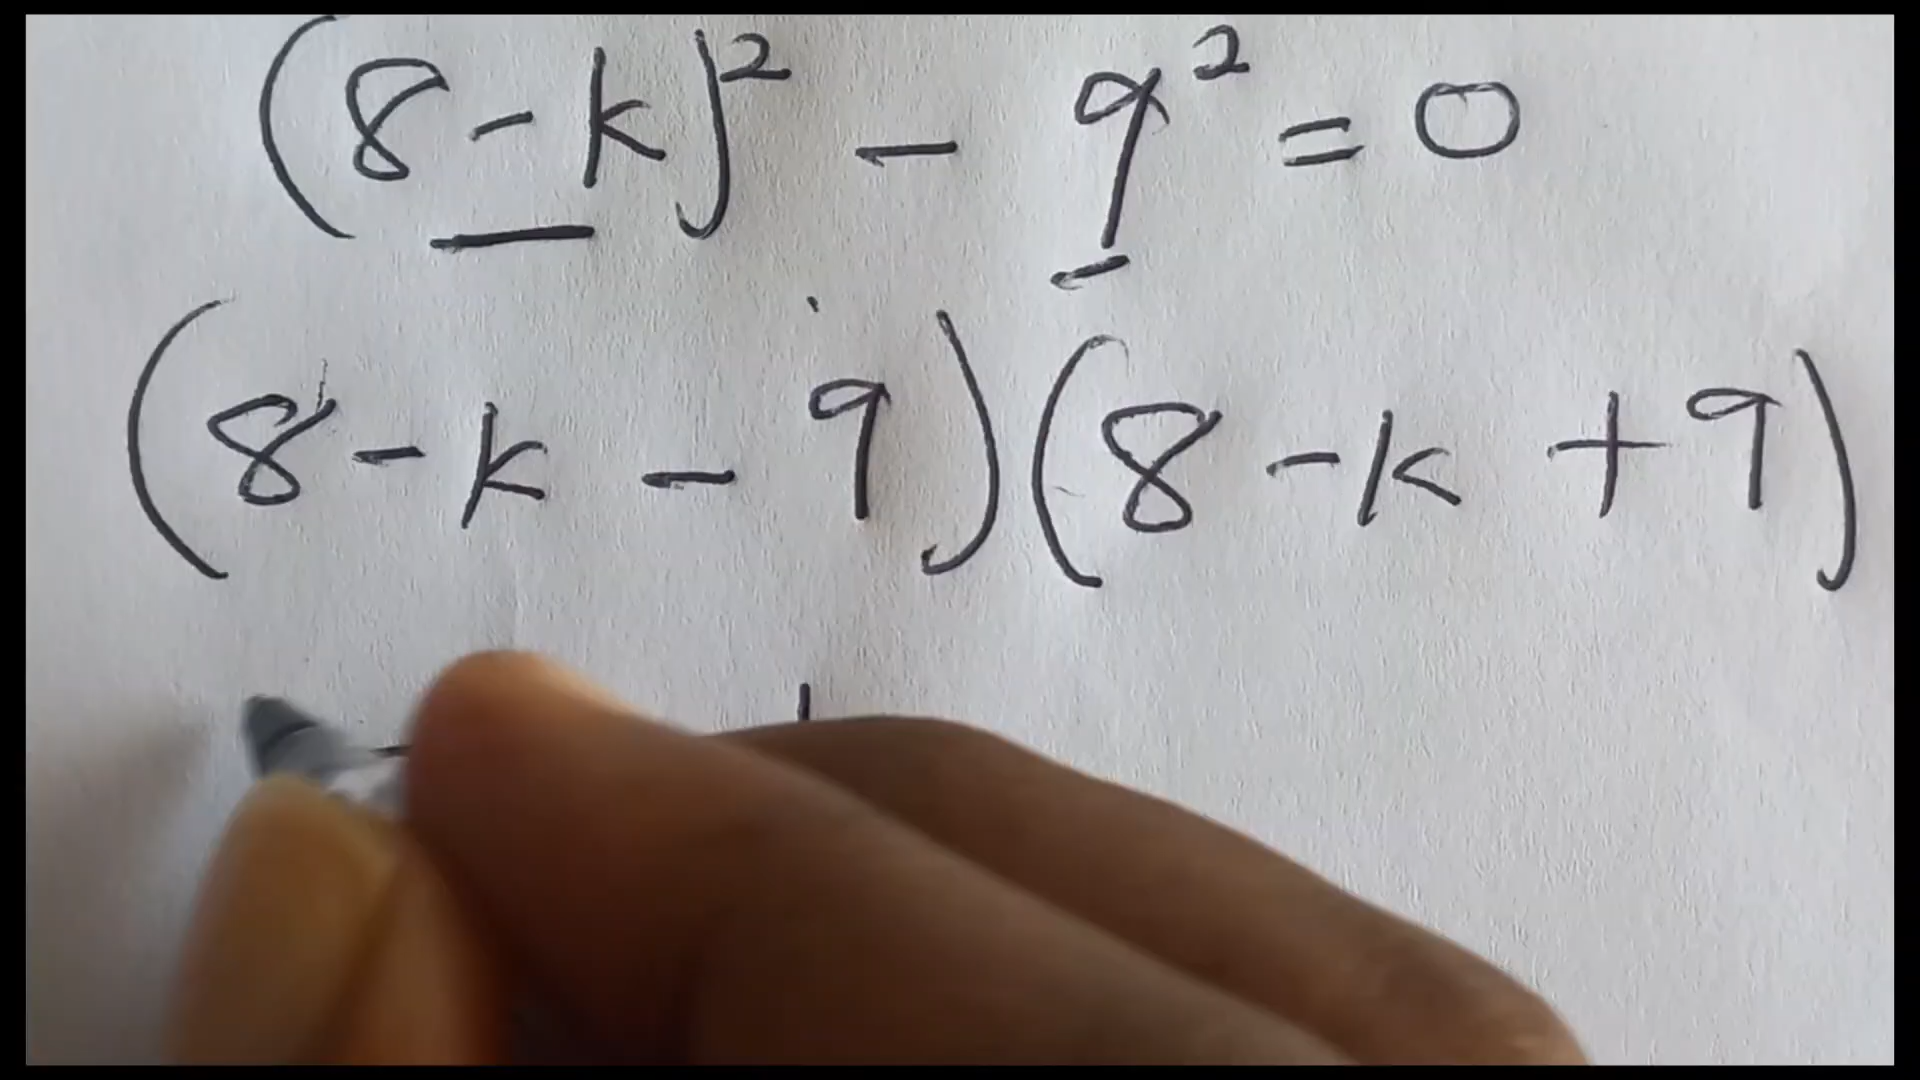 (8-k)² - 9² = 0
(8-k - 9)(8-k + 9)